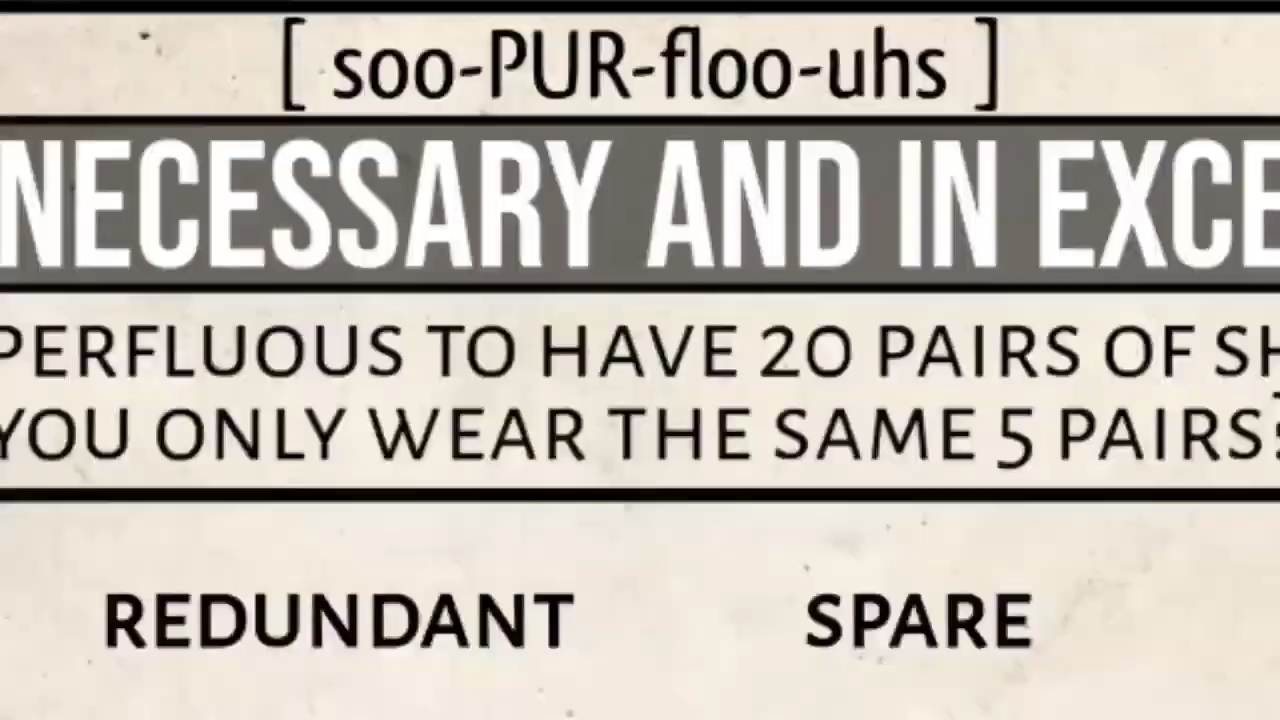 [ soo-PUR-floo-uhs ]
NECESSARY AND IN EXCE
PERFLUOUS TO HAVE 20 PAIRS OF SH
YOU ONLY WEAR THE SAME 5 PAIRS?
REDUNDANT SPARE